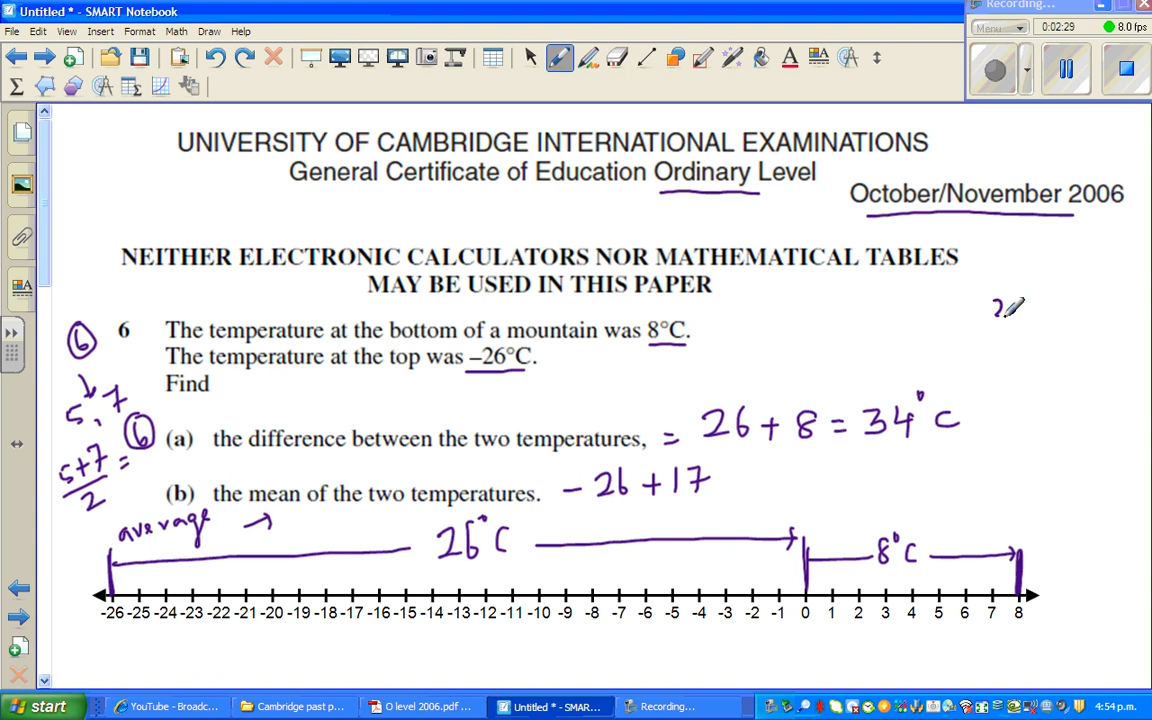 Untitled * - SMART Notebook
Recording...
File Edit View Insert Format Math Draw Help
Menu 0:02:29 8.0 fps
UNIVERSITY OF CAMBRIDGE INTERNATIONAL EXAMINATIONS
General Certificate of Education Ordinary Level
October/November 2006
NEITHER ELECTRONIC CALCULATORS NOR MATHEMATICAL TABLES
MAY BE USED IN THIS PAPER
6 6 The temperature at the bottom of a mountain was 8°C.
The temperature at the top was –26°C.
Find
5, 7
(a) the difference between the two temperatures, = 26 + 8 = 34°C
5+7/2 = 6
(b) the mean of the two temperatures. - 26 + 17
average →
26°C
8°C
-26 -25 -24 -23 -22 -21 -20 -19 -18 -17 -16 -15 -14 -13 -12 -11 -10 -9 -8 -7 -6 -5 -4 -3 -2 -1 0 1 2 3 4 5 6 7 8
start YouTube - Broadc... Cambridge past p... O level 2006.pdf ... Untitled * - SMAR... Recording... 4:54 p.m.